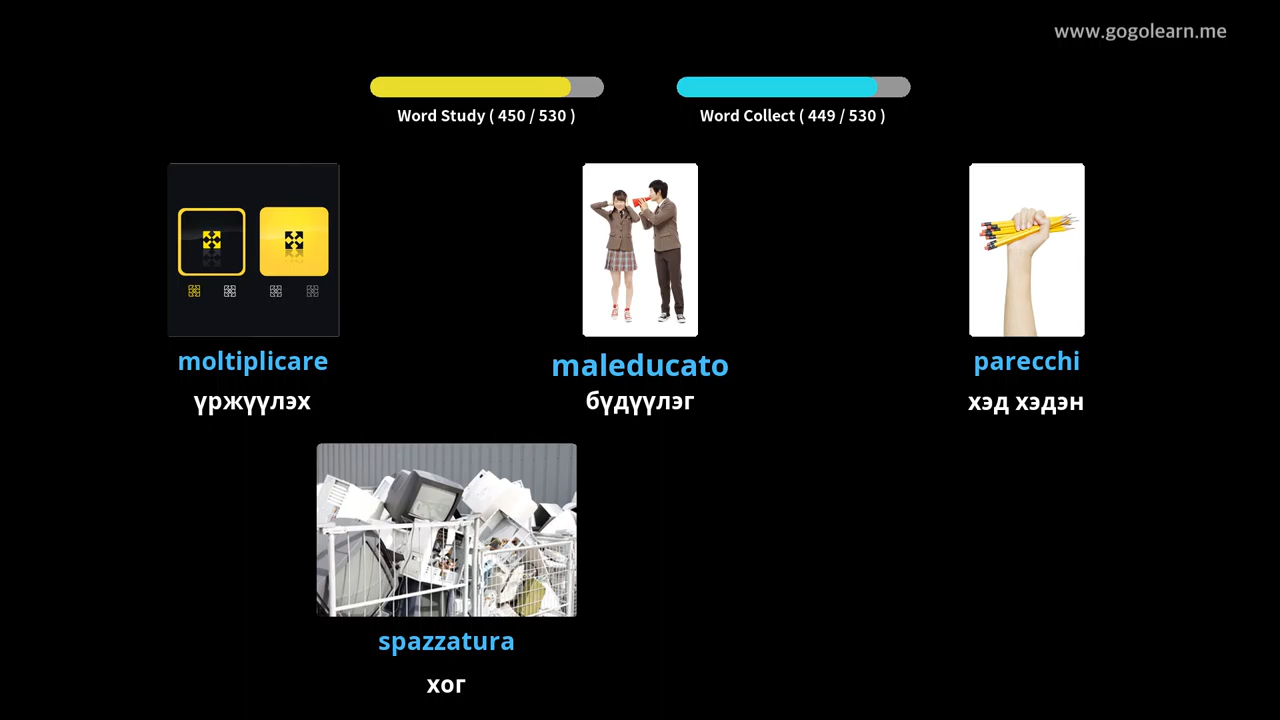 www.gogolearn.me
Word Study ( 450 / 530 )
Word Collect ( 449 / 530 )
moltiplicare
үржүүлэх
maleducato
бүдүүлэг
parecchi
хэд хэдэн
spazzatura
хог